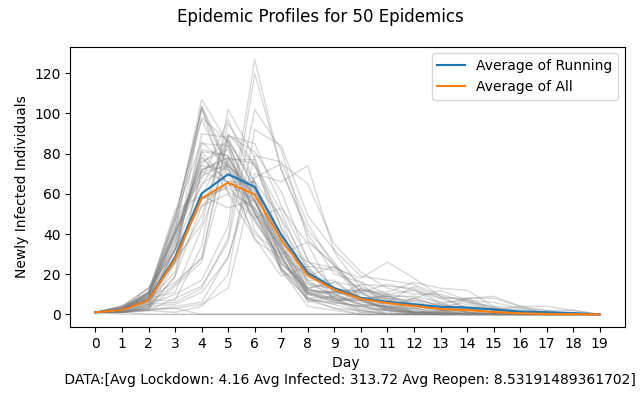 Epidemic Profiles for 50 Epidemics
Newly Infected Individuals
120
100
80
60
40
20
0
Average of Running
Average of All
0 1 2 3 4 5 6 7 8 9 10 11 12 13 14 15 16 17 18 19
Day
DATA:[Avg Lockdown: 4.16 Avg Infected: 313.72 Avg Reopen: 8.53191489361702]